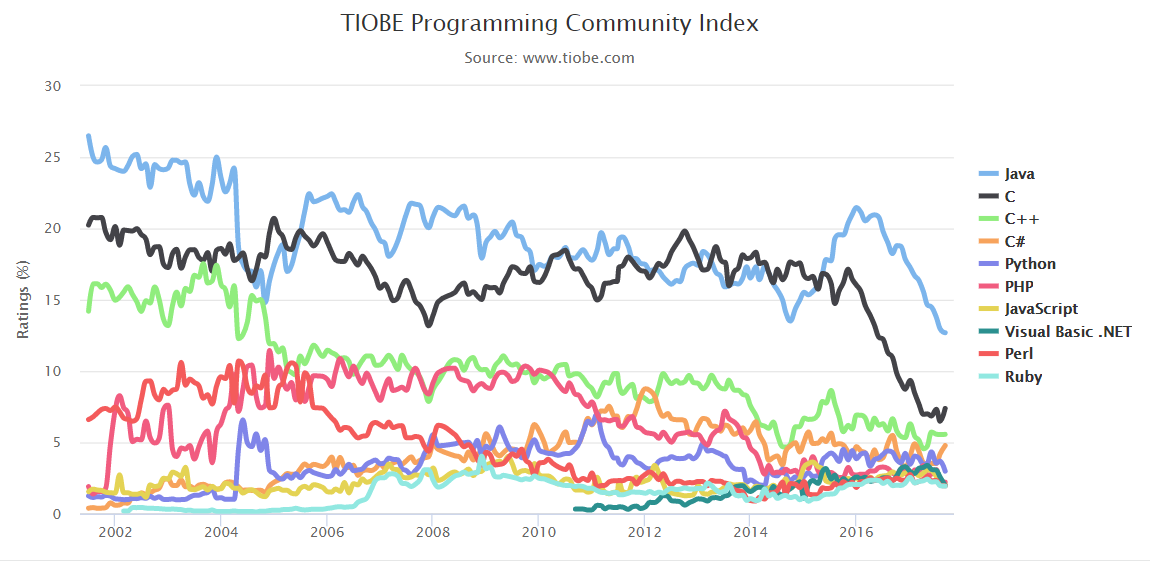 TIOBE Programming Community Index
Source: www.tiobe.com
Ratings (%)
30
25
20
15
10
5
0
2002 2004 2006 2008 2010 2012 2014 2016
Java
C
C++
C#
Python
PHP
JavaScript
Visual Basic .NET
Perl
Ruby